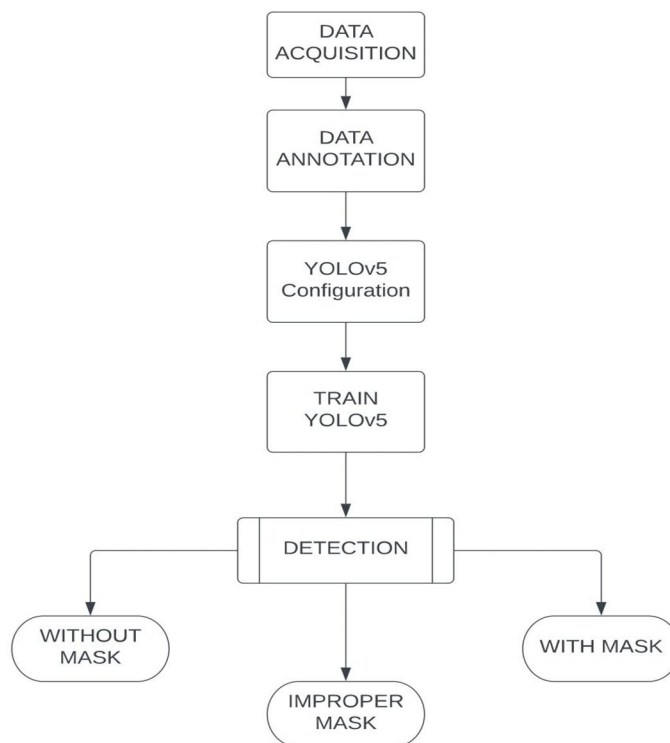 DATA
ACQUISITION
DATA
ANNOTATION
YOLOv5
Configuration
TRAIN
YOLOv5
DETECTION
WITHOUT
MASK
IMPROPER
MASK
WITH MASK